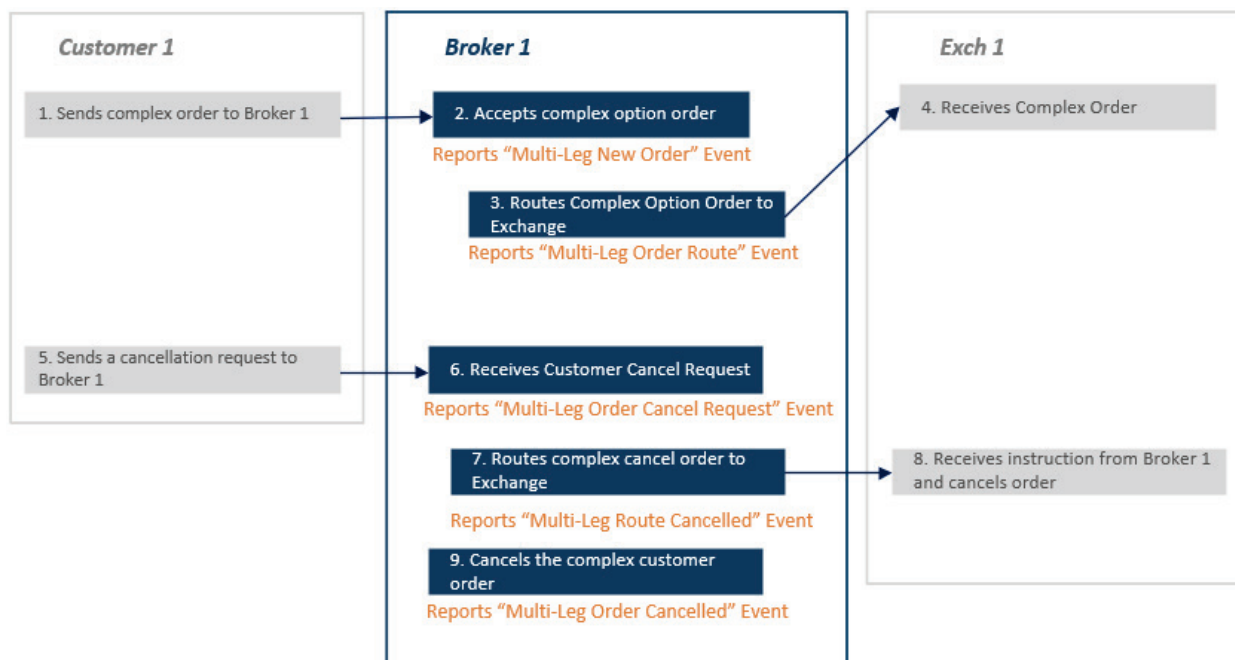 Customer 1
Broker 1
Exch 1
1. Sends complex order to Broker 1
2. Accepts complex option order
4. Receives Complex Order
Reports “Multi-Leg New Order” Event
3. Routes Complex Option Order to
Exchange
Reports “Multi-Leg Order Route” Event
5. Sends a cancellation request to
Broker 1
6. Receives Customer Cancel Request
Reports “Multi-Leg Order Cancel Request” Event
7. Routes complex cancel order to
Exchange
8. Receives instruction from Broker 1
and cancels order
Reports “Multi-Leg Route Cancelled” Event
9. Cancels the complex customer
order
Reports “Multi-Leg Order Cancelled” Event